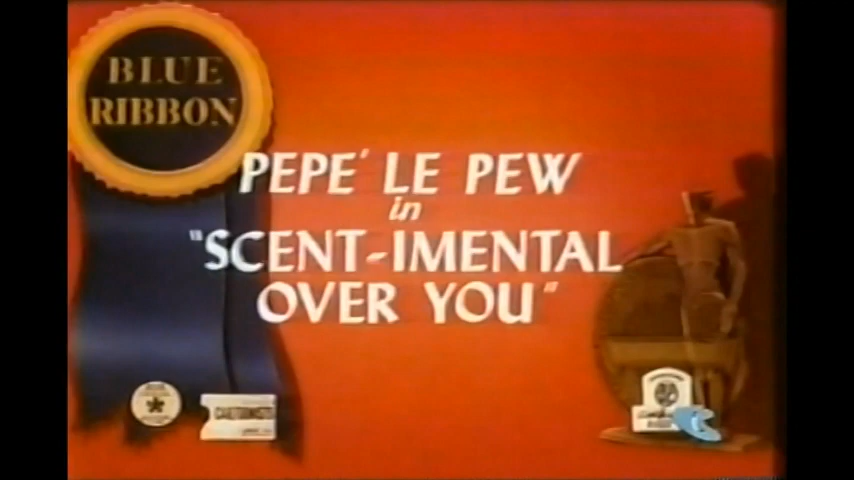 BLUE
RIBBON
PEPE´ LE PEW
in
"SCENT-IMENTAL
OVER YOU"